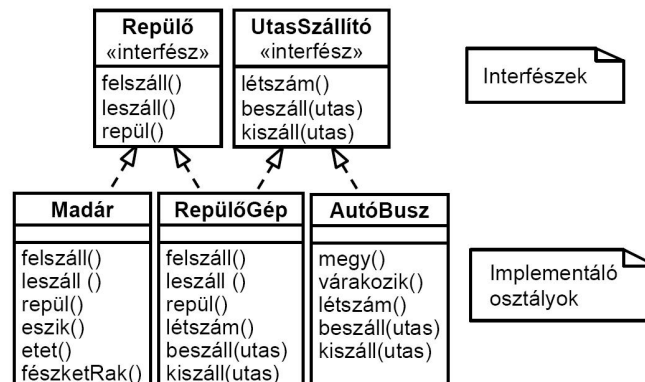 Repülő
«interfész»
felszáll()
leszáll()
repül()
UtasSzállító
«interfész»
létszám()
beszáll(utas)
kiszáll(utas)
Interfészek
Madár
felszáll()
leszáll ()
repül()
eszik()
etet()
fészketRak()
RepülőGép
felszáll()
leszáll ()
repül()
létszám()
beszáll(utas)
kiszáll(utas)
AutóBusz
megy()
várakozik()
létszám()
beszáll(utas)
kiszáll(utas)
Implementáló
osztályok